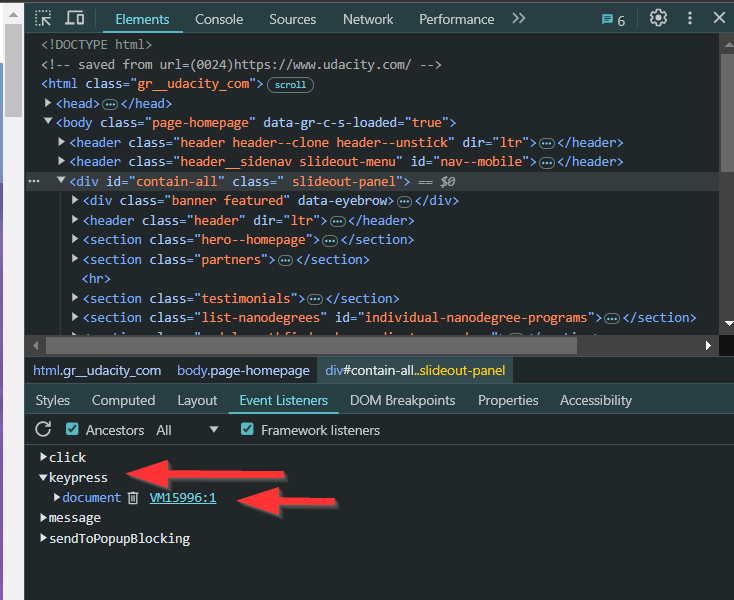 Elements Console Sources Network Performance 6
<!DOCTYPE html>
<!-- saved from url=(0024)https://www.udacity.com/ -->
<html class="gr__udacity_com"> scroll
<head> </head>
<body class="page-homepage" data-gr-c-s-loaded="true">
<header class="header header--clone header--unstick" dir="ltr"> </header>
<header class="header__sidenav slideout-menu" id="nav--mobile"> </header>
<div id="contain-all" class=" slideout-panel"> == $0
<div class="banner featured" data-eyebrow> </div>
<header class="header" dir="ltr"> </header>
<section class="hero--homepage"> </section>
<section class="partners"> </section>
<hr>
<section class="testimonials"> </section>
<section class="list-nanodegrees" id="individual-nanodegree-programs"> </section>
html.gr__udacity_com body.page-homepage div#contain-all..slideout-panel
Styles Computed Layout Event Listeners DOM Breakpoints Properties Accessibility
Ancestors All Framework listeners
click
keypress
document VM15996:1
message
sendToPopupBlocking